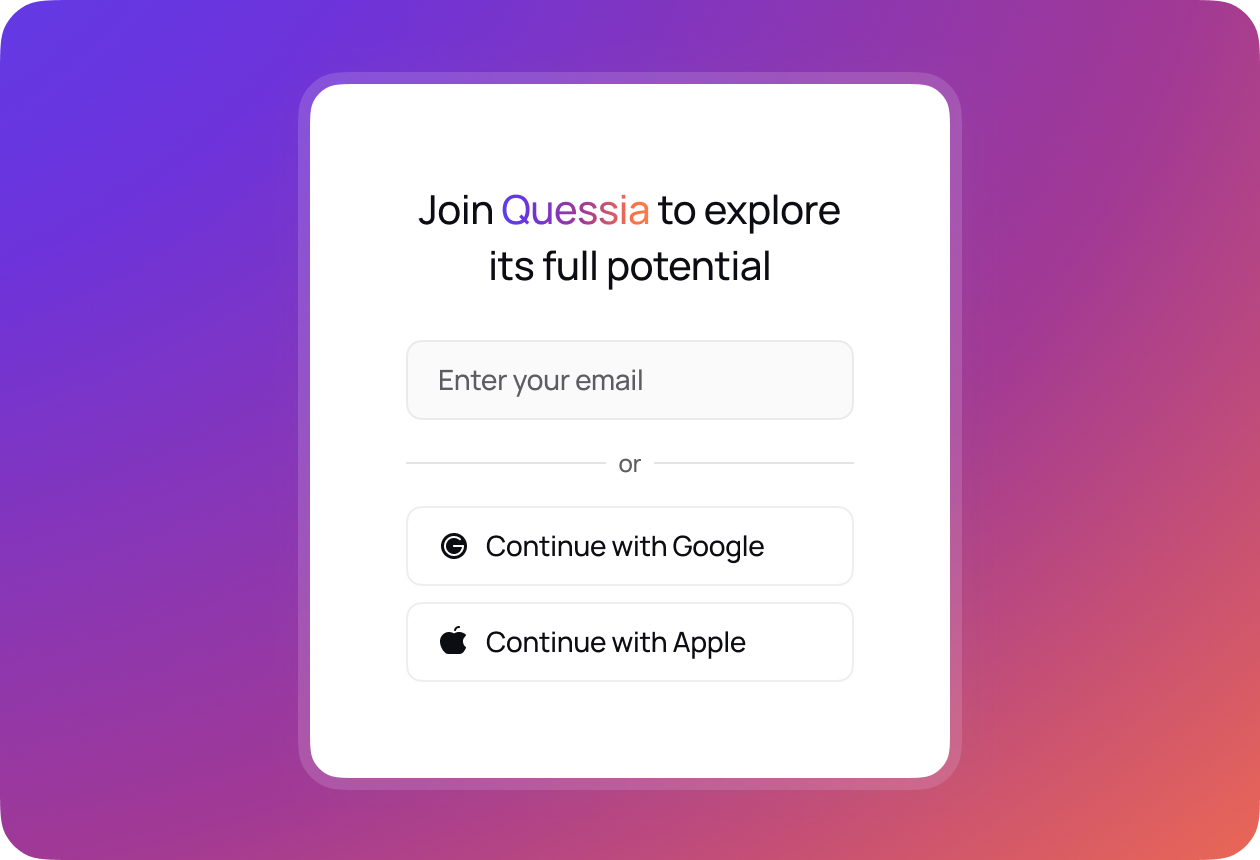 Join Quessia to explore
its full potential
Enter your email
or
Continue with Google
Continue with Apple